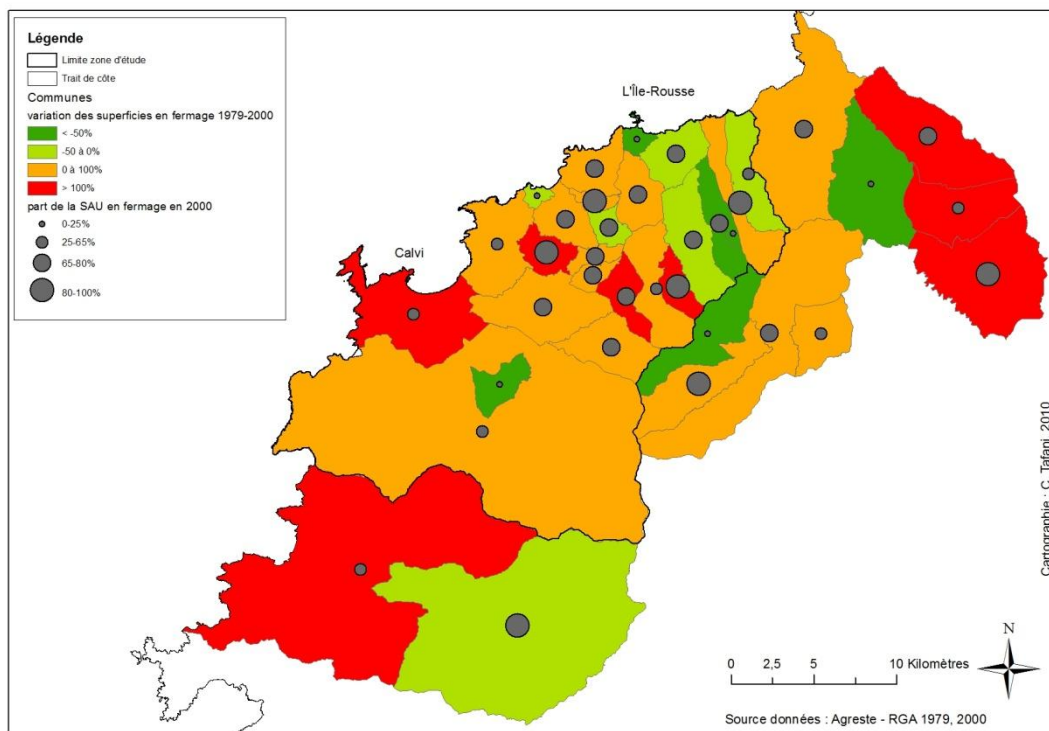 Légende
Limite zone d'étude
Trait de côte
Communes
variation des superficies en fermage 1979-2000
< -50%
-50 à 0%
0 à 100%
> 100%
part de la SAU en fermage en 2000
0-25%
25-65%
65-80%
80-100%
L'Île-Rousse
Calvi
Cartographie : C. Tafani, 2010
N
0 2,5 5 10 Kilomètres
Source données : Agreste - RGA 1979, 2000